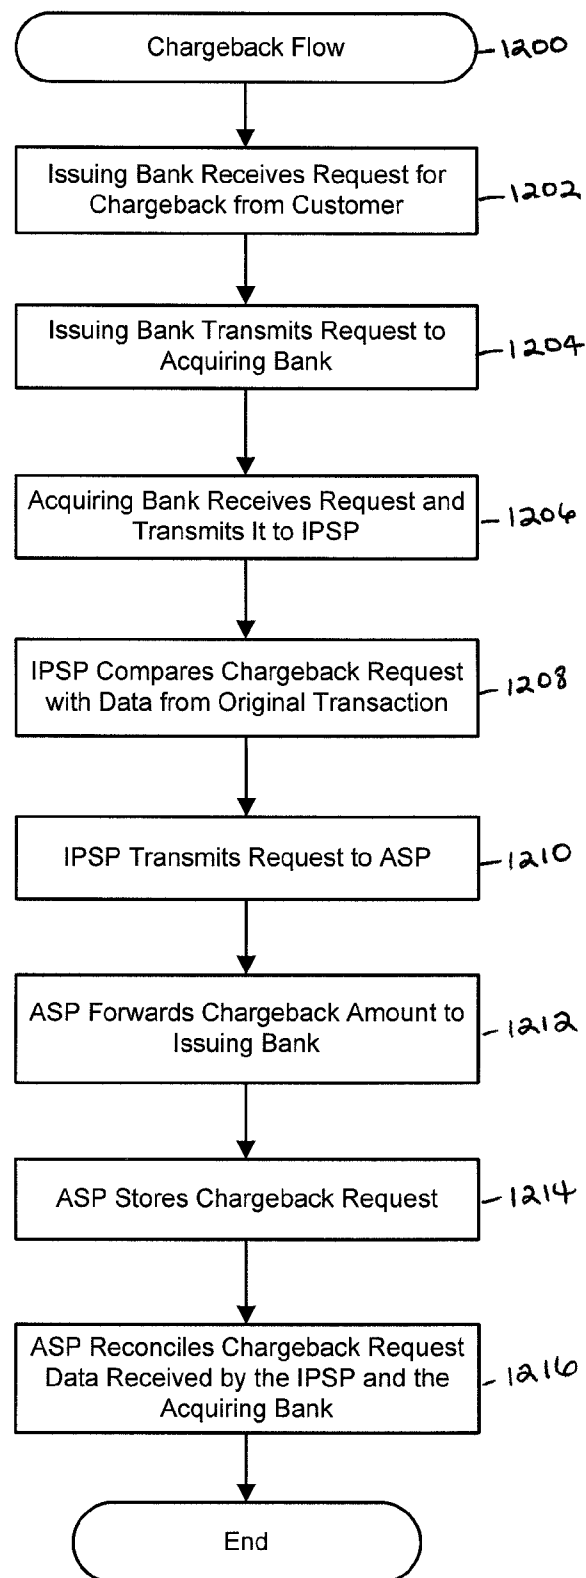 Chargeback Flow
1200
Issuing Bank Receives Request for
Chargeback from Customer
1202
Issuing Bank Transmits Request to
Acquiring Bank
1204
Acquiring Bank Receives Request and
Transmits It to IPSP
1206
IPSP Compares Chargeback Request
with Data from Original Transaction
1208
IPSP Transmits Request to ASP
1210
ASP Forwards Chargeback Amount to
Issuing Bank
1212
ASP Stores Chargeback Request
1214
ASP Reconciles Chargeback Request
Data Received by the IPSP and the
Acquiring Bank
1216
End